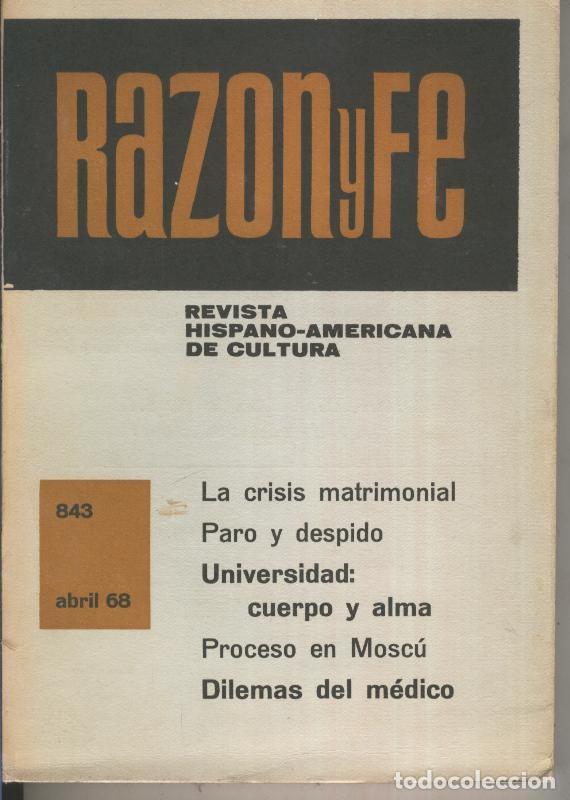 RazonyFe
REVISTA
HISPANO-AMERICANA
DE CULTURA
843
abril 68
La crisis matrimonial
Paro y despido
Universidad:
cuerpo y alma
Proceso en Moscú
Dilemas del médico
todocoleccion